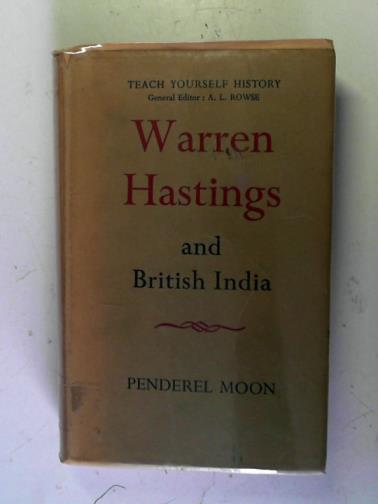 TEACH YOURSELF HISTORY
General Editor : A. L. ROWSE
Warren
Hastings
and
British India
PENDEREL MOON